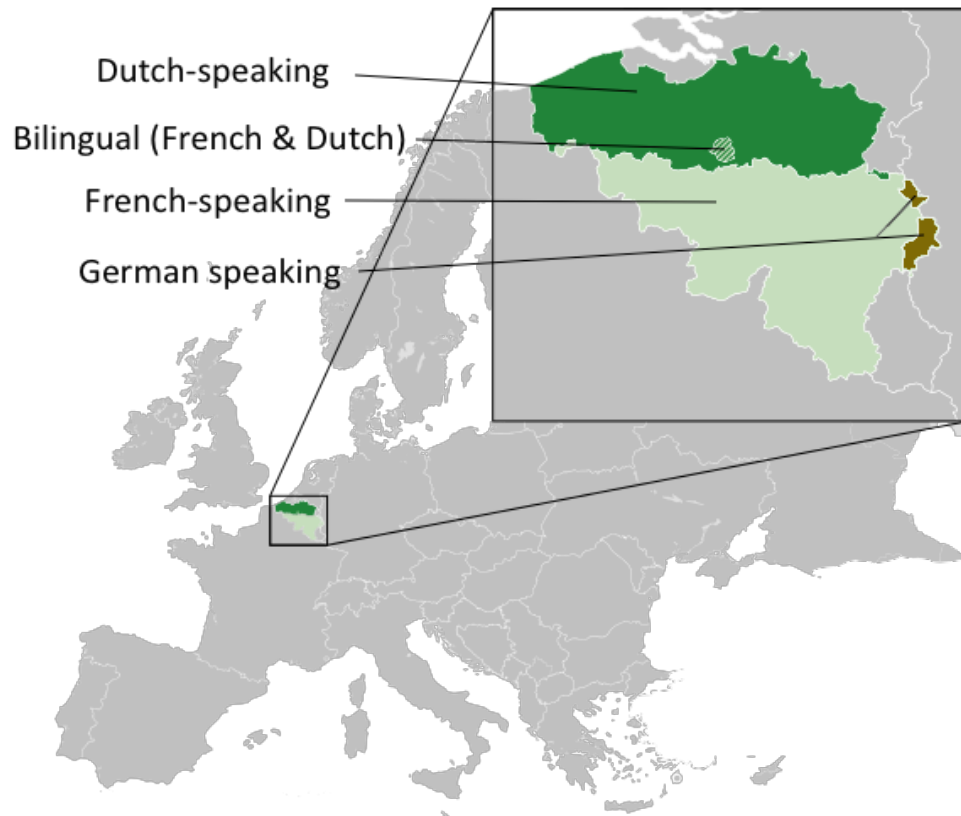 Dutch-speaking
Bilingual (French & Dutch)
French-speaking
German speaking